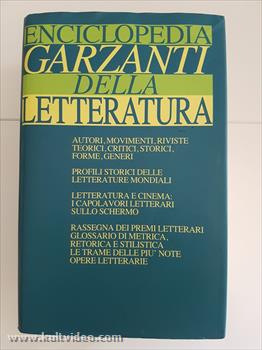 ENCICLOPEDIA
GARZANTI
DELLA
LETTERATURA
AUTORI, MOVIMENTI, RIVISTE
TEORICI, CRITICI, STORICI,
FORME, GENERI
PROFILI STORICI DELLE
LETTERATURE MONDIALI
LETTERATURA E CINEMA:
I CAPOLAVORI LETTERARI
SULLO SCHERMO
RASSEGNA DEI PREMI LETTERARI
GLOSSARIO DI METRICA,
RETORICA E STILISTICA
LE TRAME DELLE PIU' NOTE
OPERE LETTERARIE
www.kultvideo.com